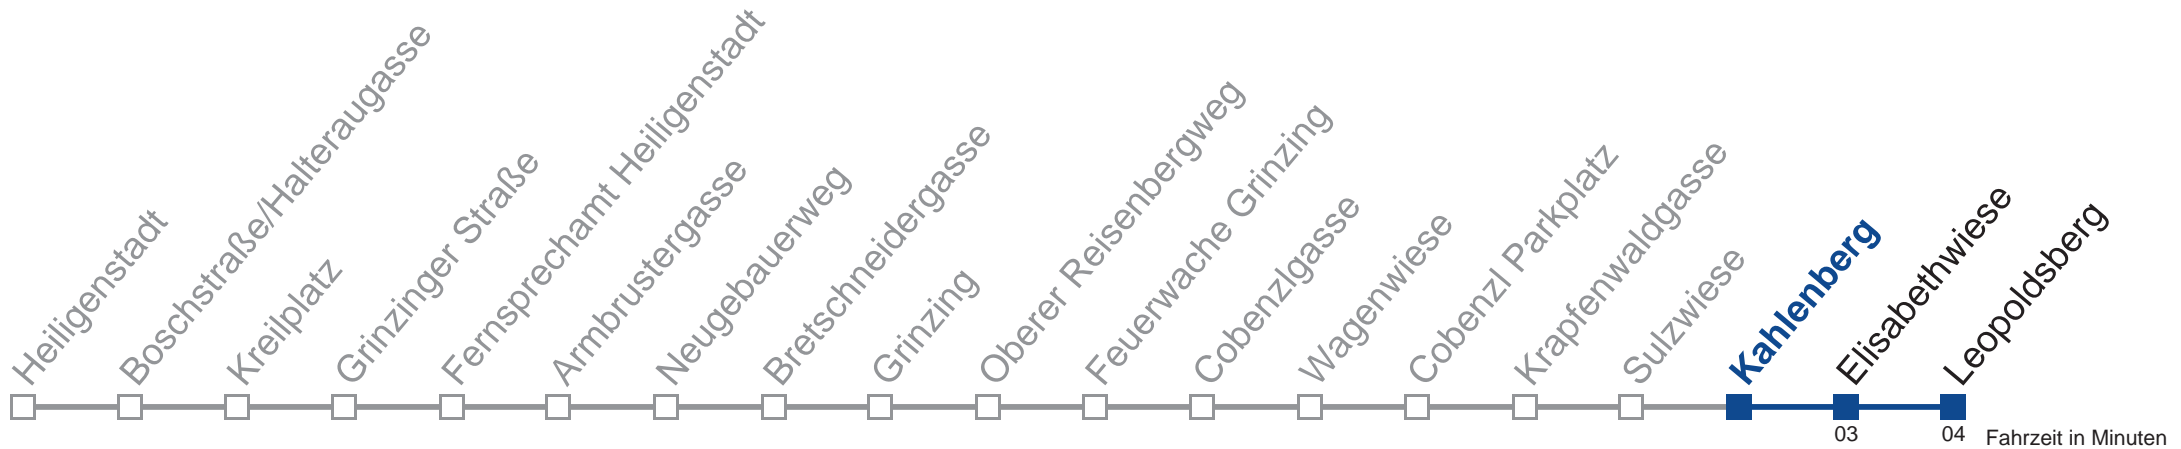 Heiligenstadt
Boschstraße/Halteraugasse
Kreilplatz
Grinzinger Straße
Fernsprechamt Heiligenstadt
Armbrustergasse
Neugebauerweg
Bretschneidergasse
Grinzing
Oberer Reisenbergweg
Feuerwache Grinzing
Cobenzlgasse
Wagenwiese
Cobenzl Parkplatz
Krapfenwaldgasse
Sulzwiese
Kahlenberg
Elisabethwiese
Leopoldsberg
03 04 Fahrzeit in Minuten